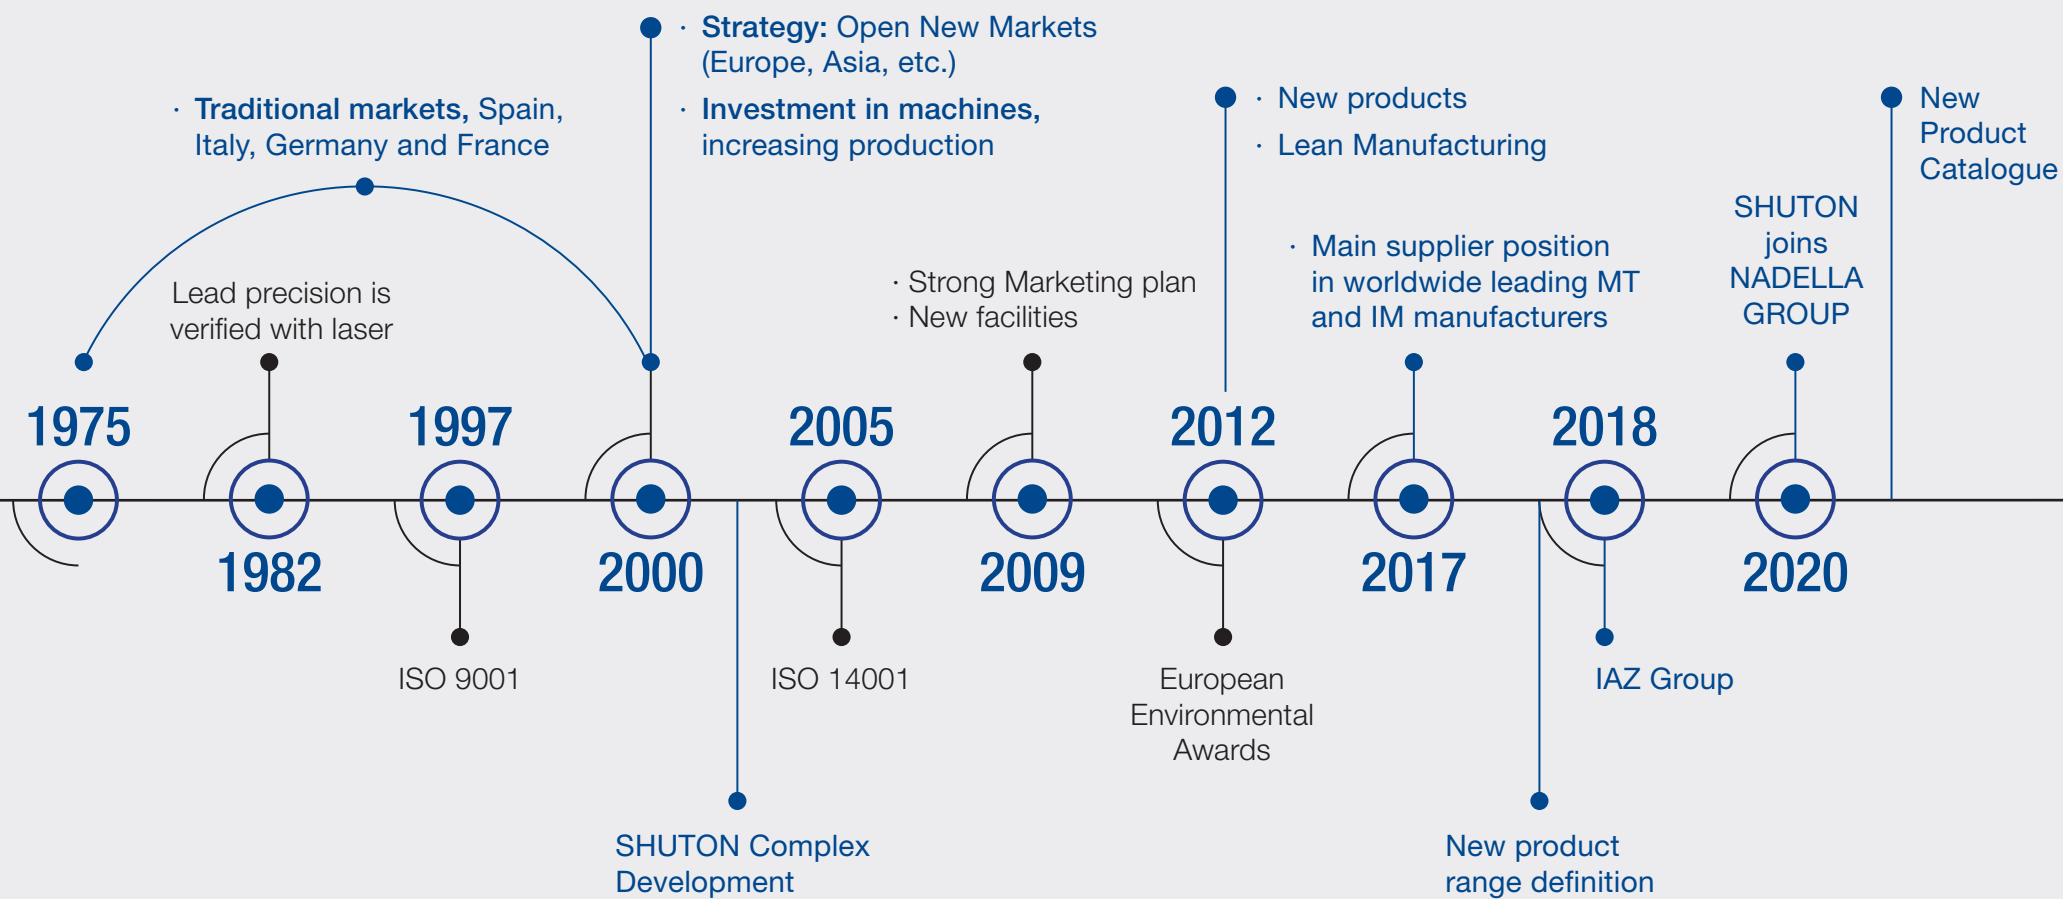 · Strategy: Open New Markets
(Europe, Asia, etc.)
· Investment in machines,
increasing production
· Traditional markets, Spain,
Italy, Germany and France
· New products
· Lean Manufacturing
New
Product
Catalogue
SHUTON
joins
NADELLA
GROUP
· Main supplier position
in worldwide leading MT
and IM manufacturers
· Strong Marketing plan
· New facilities
Lead precision is
verified with laser
1975
1997
2005
2012
2018
1982
2000
2009
2017
2020
ISO 9001
ISO 14001
European
Environmental
Awards
IAZ Group
SHUTON Complex
Development
New product
range definition